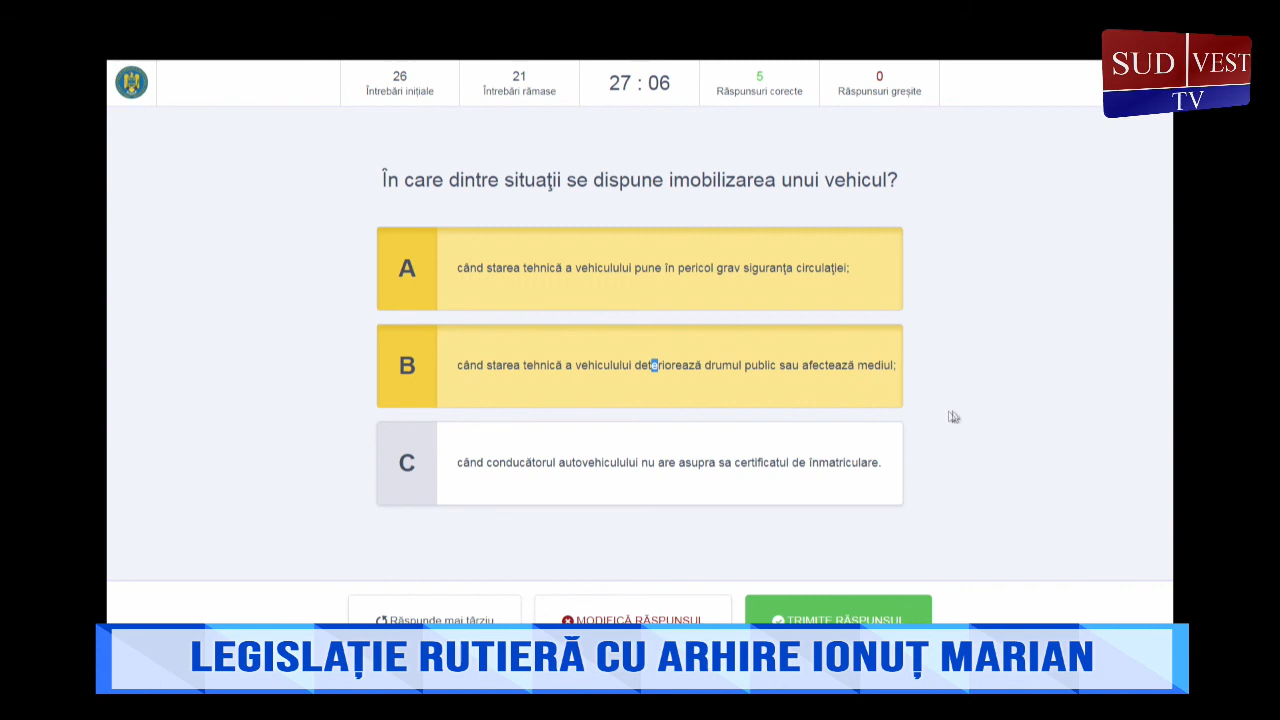 SUD VEST
TV
26
Întrebări inițiale
21
Întrebări rămase
27 : 06
5
Răspunsuri corecte
0
Răspunsuri greșite
În care dintre situaţii se dispune imobilizarea unui vehicul?
A
când starea tehnică a vehiculului pune în pericol grav siguranţa circulaţiei;
B
când starea tehnică a vehiculului deteriorează drumul public sau afectează mediul;
C
când conducătorul autovehiculului nu are asupra sa certificatul de înmatriculare.
Răspunde mai târziu
MODIFICĂ RĂSPUNSUL
TRIMITE RĂSPUNSUL
LEGISLAȚIE RUTIERĂ CU ARHIRE IONUȚ MARIAN